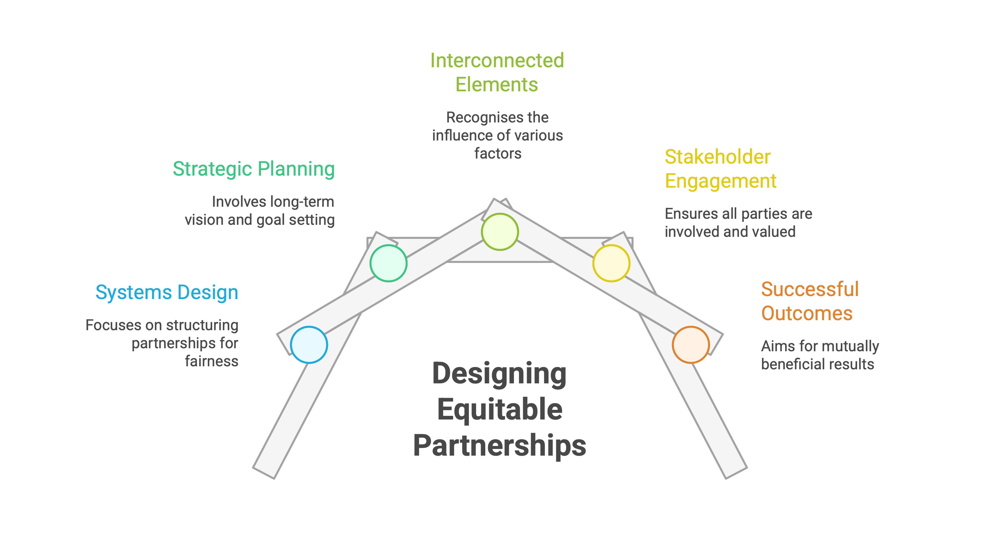 Interconnected
Elements
Recognises the
influence of various
factors
Strategic Planning
Involves long-term
vision and goal setting
Stakeholder
Engagement
Ensures all parties are
involved and valued
Systems Design
Focuses on structuring
partnerships for
fairness
Successful
Outcomes
Aims for mutually
beneficial results
Designing
Equitable
Partnerships